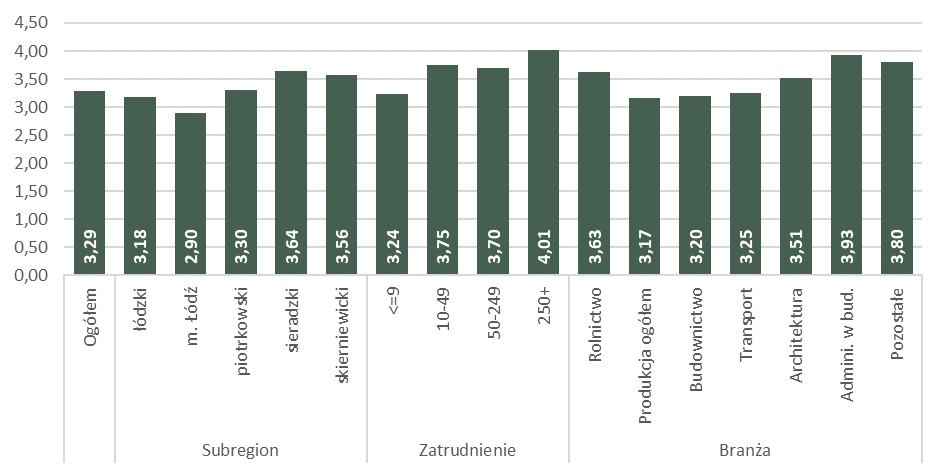 4,50
4,00
3,50
3,00
2,50
2,00
1,50
1,00
0,50
0,00
3,29
3,18
2,90
3,30
3,64
3,56
3,24
3,75
3,70
4,01
3,63
3,17
3,20
3,25
3,51
3,93
3,80
Ogółem
łódzki
m. Łódź
piotrkowski
sieradzki
skierniewicki
<=9
10-49
50-249
250+
Rolnictwo
Produkcja ogółem
Budownictwo
Transport
Architektura
Admini. w bud.
Pozostałe
Subregion
Zatrudnienie
Branża